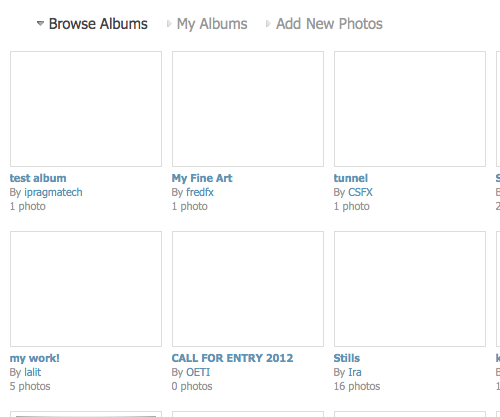 Browse Albums My Albums Add New Photos
test album My Fine Art tunnel
By ipragmatech By fredfx By CSFX
1 photo 1 photo 1 photo
my work! CALL FOR ENTRY 2012 Stills
By lalit By OETI By Ira
5 photos 0 photos 16 photos